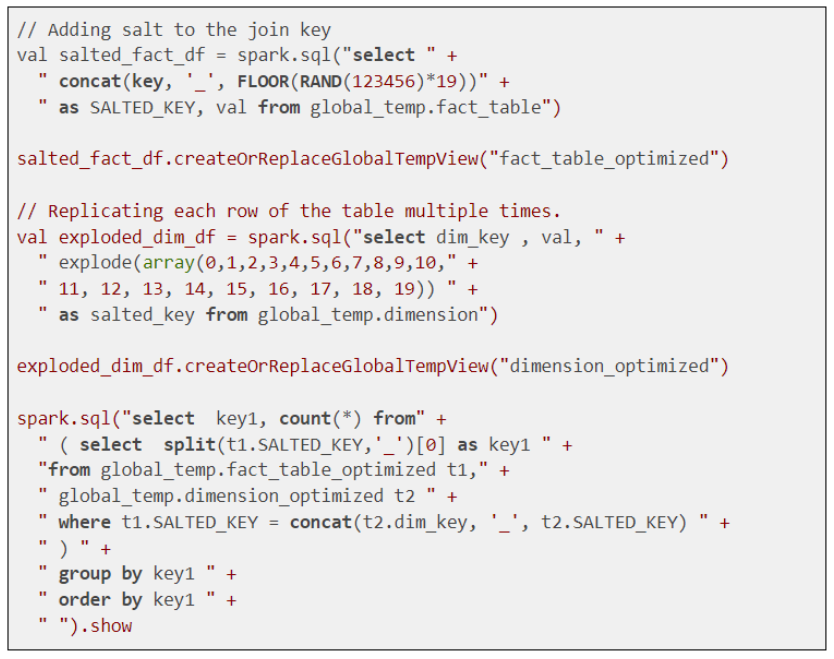 // Adding salt to the join key
val salted_fact_df = spark.sql("select " +
" concat(key, '_', FLOOR(RAND(123456)*19))" +
" as SALTED_KEY, val from global_temp.fact_table")
salted_fact_df.createOrReplaceGlobalTempView("fact_table_optimized")
// Replicating each row of the table multiple times.
val exploded_dim_df = spark.sql("select dim_key , val, " +
" explode(array(0,1,2,3,4,5,6,7,8,9,10," +
" 11, 12, 13, 14, 15, 16, 17, 18, 19)) " +
" as salted_key from global_temp.dimension")
exploded_dim_df.createOrReplaceGlobalTempView("dimension_optimized")
spark.sql("select  key1, count(*) from" +
" ( select  split(t1.SALTED_KEY,'_')[0] as key1 " +
"from global_temp.fact_table_optimized t1," +
" global_temp.dimension_optimized t2 " +
" where t1.SALTED_KEY = concat(t2.dim_key, '_', t2.SALTED_KEY) " +
" ) " +
" group by key1 " +
" order by key1 " +
" ").show